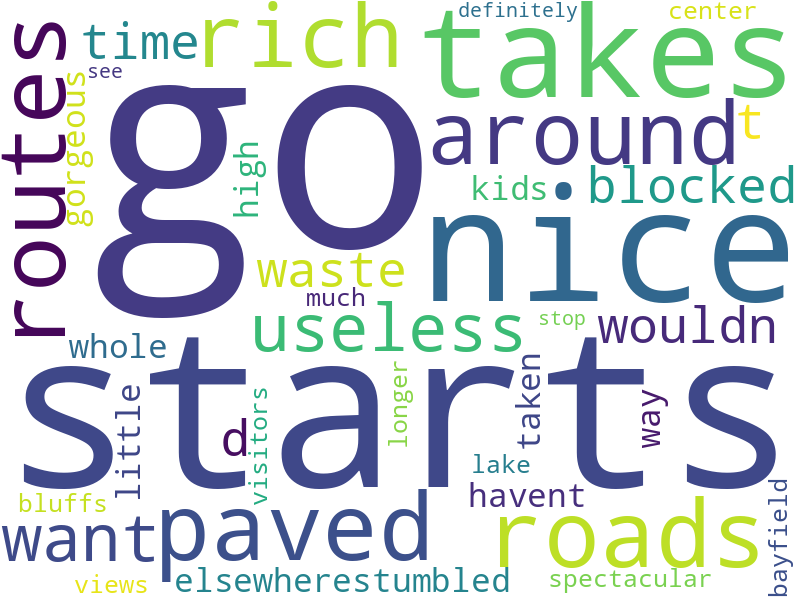 definitely
center
time
rich
takes
see
routes
gorgeous
go
around
t
high
kids
blocked
nice
waste
much
useless
stop
wouldn
whole
starts
little
d
visitors
longer
taken
way
lake
havent
bluffs
want
paved
roads
bayfield
views
elsewherestumbled
spectacular